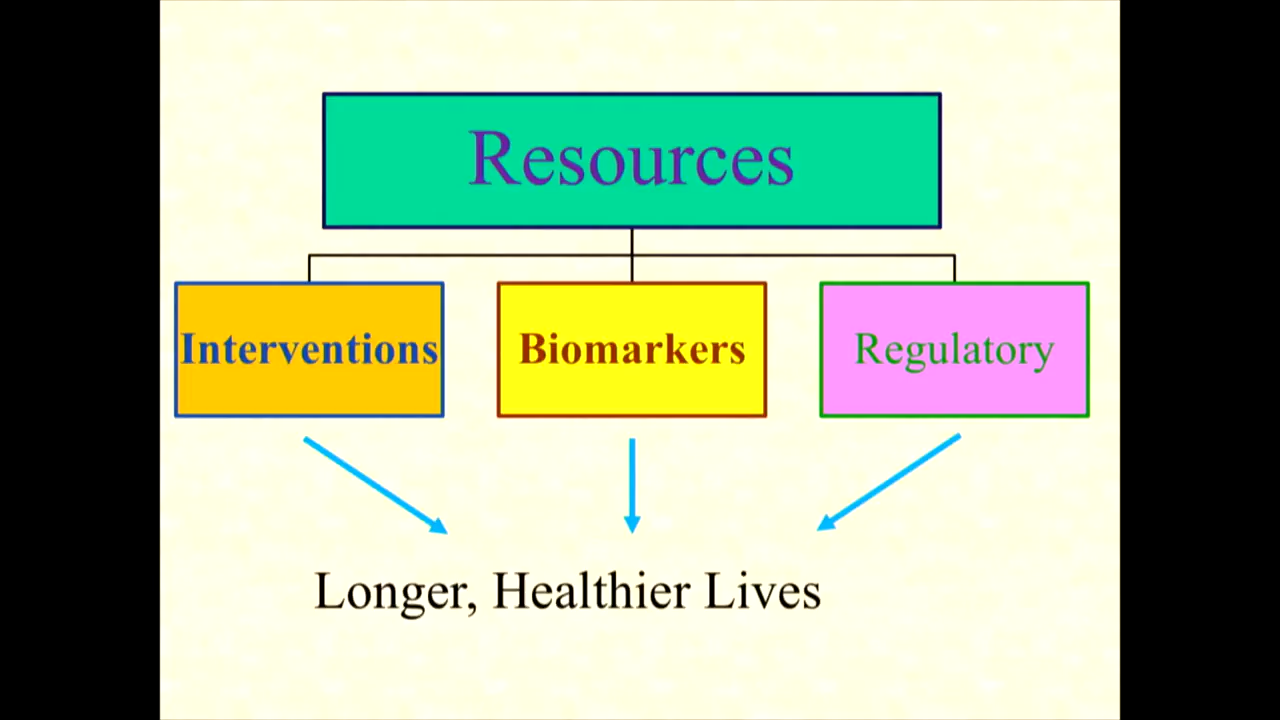 Resources
Interventions
Biomarkers
Regulatory
Longer, Healthier Lives